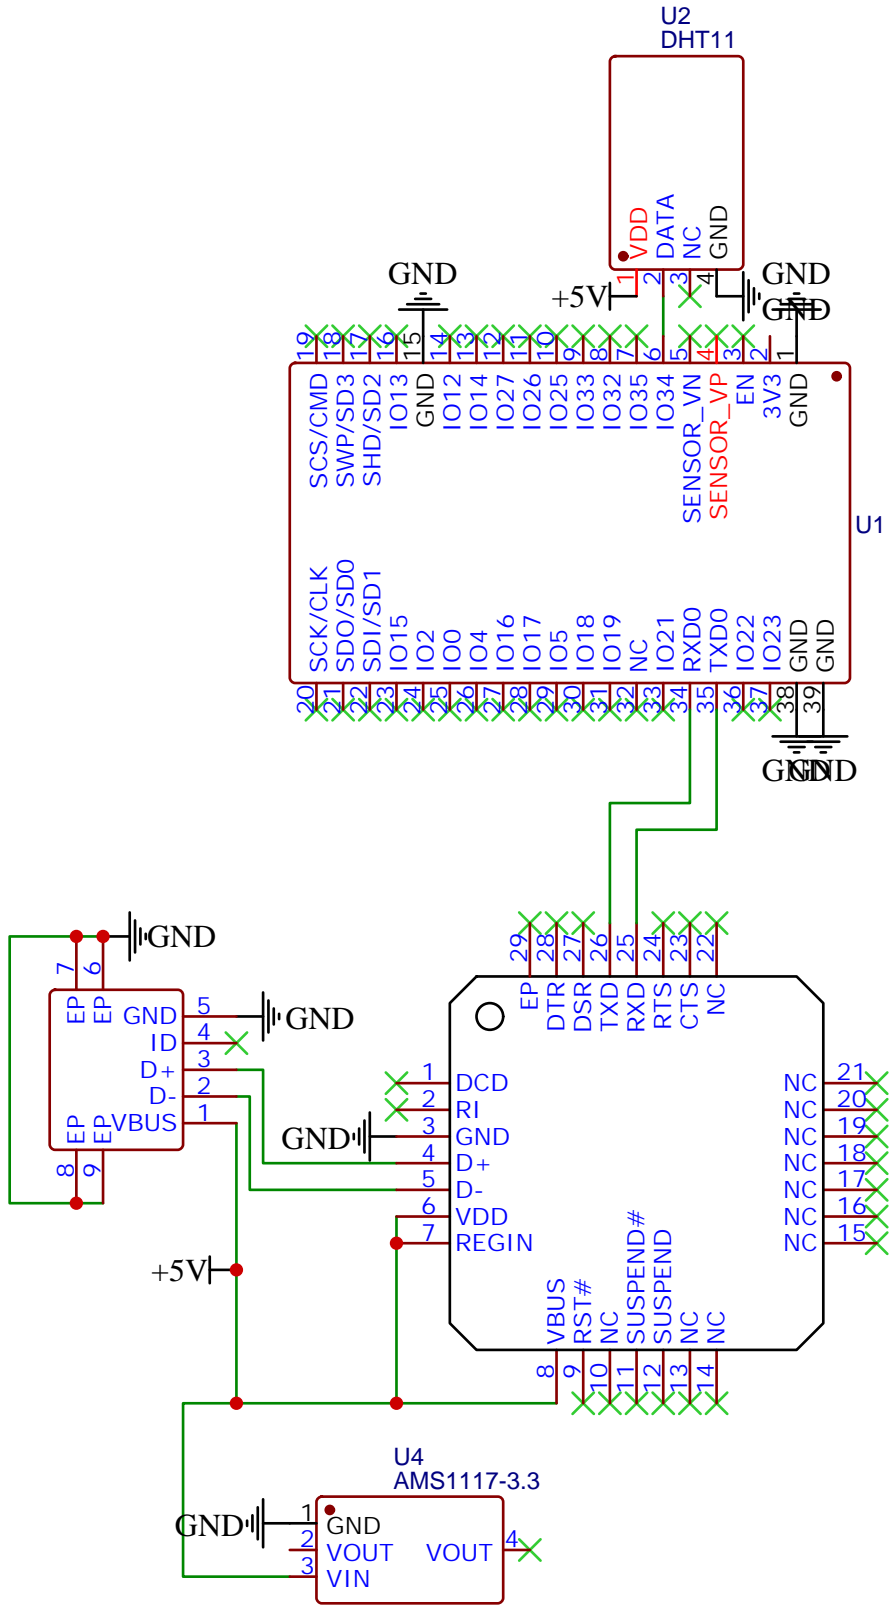 U2
DHT11
VDD
DATA
NC
GND
1
2
3
4
+5V
GND
GND
GND
19
18
17
16
15
14
13
12
11
10
9
8
7
6
5
4
3
2
1
SCS/CMD
SWP/SD3
SHD/SD2
IO13
GND
IO12
IO14
IO27
IO26
IO25
IO33
IO32
IO35
IO34
SENSOR_VN
SENSOR_VP
EN
3V3
GND
U1
SCK/CLK
SDO/SD0
SDI/SD1
IO15
IO2
IO0
IO4
IO16
IO17
IO5
IO18
IO19
NC
IO21
RXD0
TXD0
IO22
IO23
GND
GND
20
21
22
23
24
25
26
27
28
29
30
31
32
33
34
35
36
37
38
39
GND
GND
GND
7
6
EP
EP
GND 5
ID 4
D+ 3
D- 2
VBUS 1
EP
EP
8
9
GND
+5V
29
28
27
26
25
24
23
22
EP
DTR
DSR
TXD
RXD
RTS
CTS
NC
1 DCD
2 RI
GND 3 GND
4 D+
5 D-
6 VDD
7 REGIN
NC 21
NC 20
NC 19
NC 18
NC 17
NC 16
NC 15
VBUS
RST#
NC
SUSPEND#
SUSPEND
NC
NC
8
9
10
11
12
13
14
U4
AMS1117-3.3
GND 1 GND
2 VOUT
VOUT 4
3 VIN